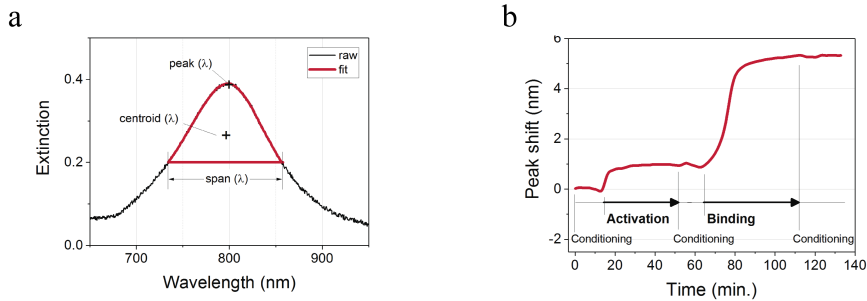 a
raw
fit
peak (λ)
centroid (λ)
span (λ)
Extinction
0.4
0.2
0.0
700
800
900
Wavelength (nm)
b
Peak shift (nm)
6
4
2
0
-2
Activation
Binding
Conditioning
Conditioning
Conditioning
0 20 40 60 80 100 120 140
Time (min.)